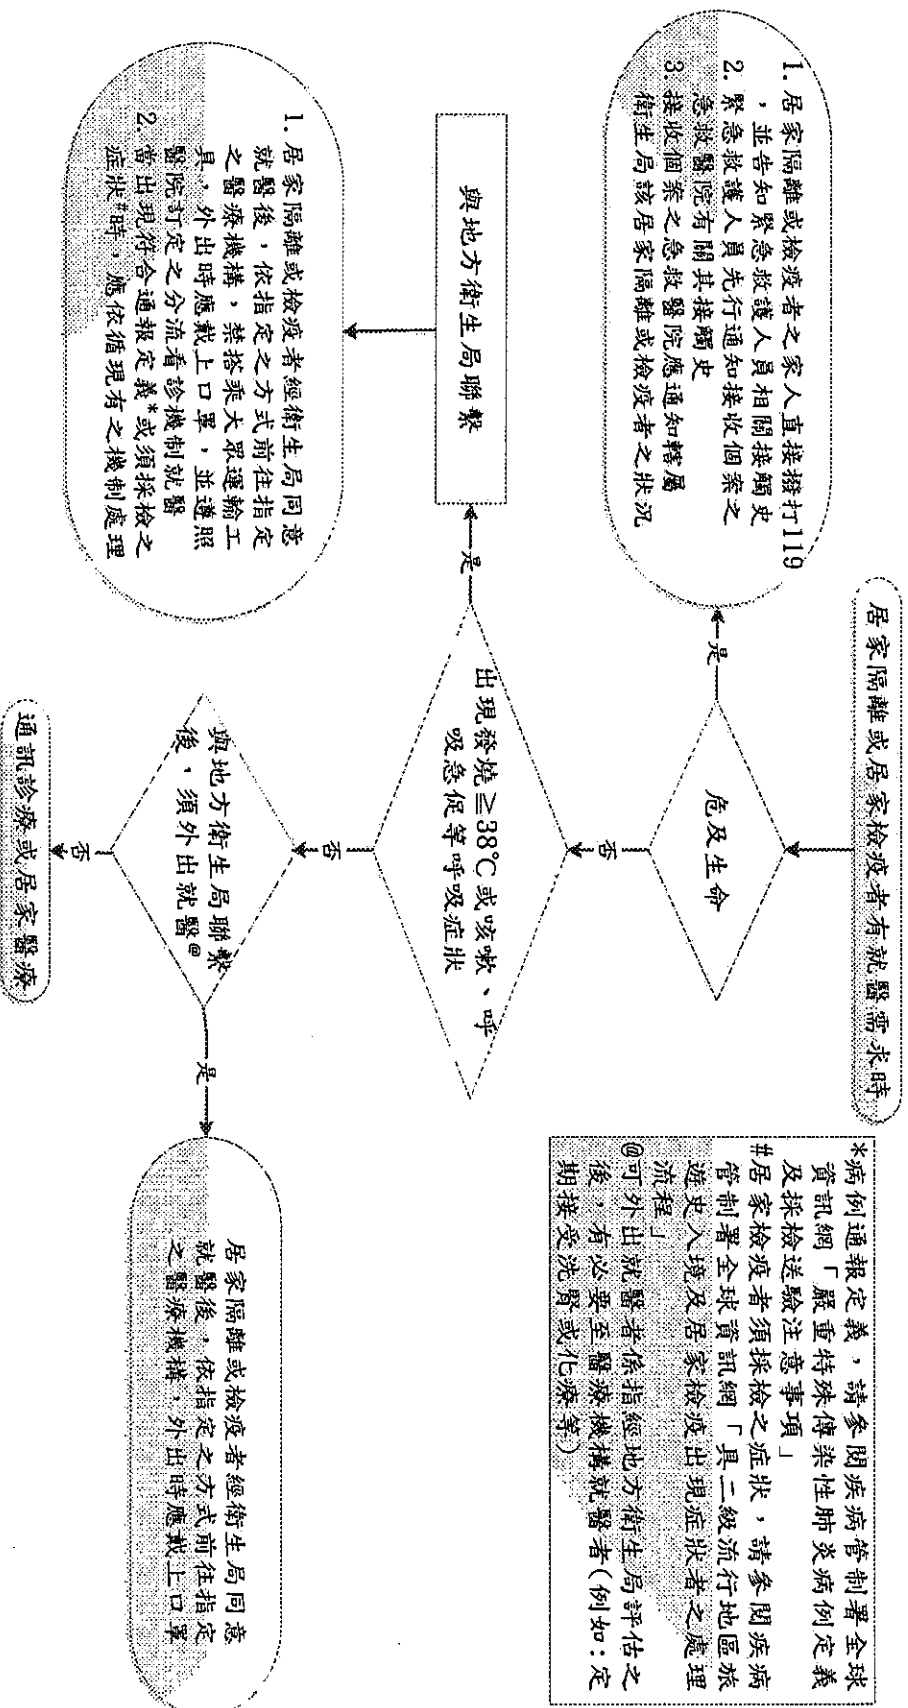 居家隔離或居家檢疫者有就醫需求時
危及生命
是
1. 居家隔離或檢疫者之家人直接撥打119
，並告知緊急救護人員相關接觸史
2. 緊急救護人員先行通知接收個案之
急救醫院有關其接觸史
3. 接收個案之急救醫院應通知轄屬
衛生局該居家隔離或檢疫者之狀況
否
出現發燒≧38℃或咳嗽、呼
吸急促等呼吸症狀
是
與地方衛生局聯繫
1. 居家隔離或檢疫者經衛生局同意
就醫後，依指定之方式前往指定
之醫療機構，禁搭乘大眾運輸工
具，外出時應戴上口罩，並遵照
醫院訂定之分流看診機制就醫
2. 當出現符合通報定義*或須採檢之
症狀#時，應依循現有之機制處理
否
與地方衛生局聯繫
後，須外出就醫@
是
居家隔離或檢疫者經衛生局同意
就醫後，依指定之方式前往指定
之醫療機構，外出時應戴上口罩
否
通訊診療或居家醫療
*病例通報定義，請參閱疾病管制署全球
資訊網「嚴重特殊傳染性肺炎病例定義
及採檢送驗注意事項」
#居家檢疫者須採檢之症狀，請參閱疾病
管制署全球資訊網「具二級流行地區旅
遊史入境及居家檢疫出現症狀者之處理
流程」
@可外出就醫者係指經地方衛生局評估之
後，有必要至醫療機構就醫者(例如：定
期接受洗腎或化療等)